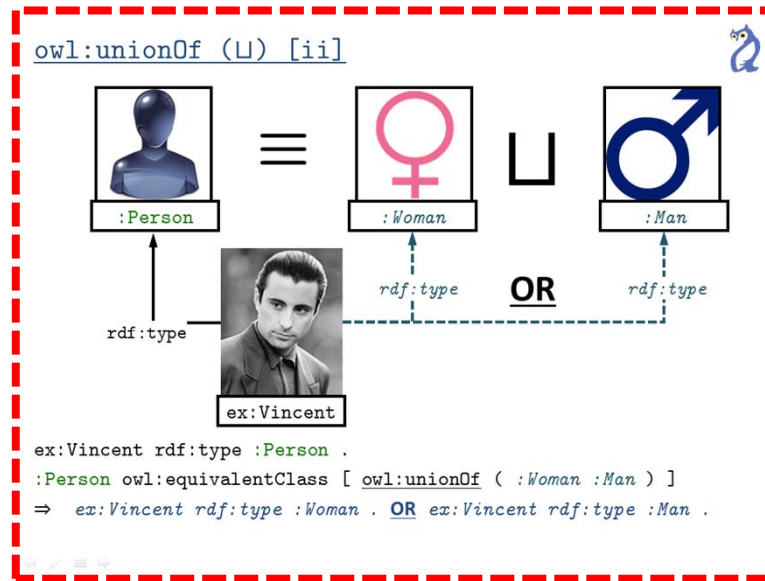 owl:unionOf (⊔) [ii]
≡ ⊔
:Person :Woman :Man
rdf:type OR rdf:type
rdf:type
ex:Vincent
ex:Vincent rdf:type :Person .
:Person owl:equivalentClass [ owl:unionOf ( :Woman :Man ) ]
⇒ ex:Vincent rdf:type :Woman . OR ex:Vincent rdf:type :Man .